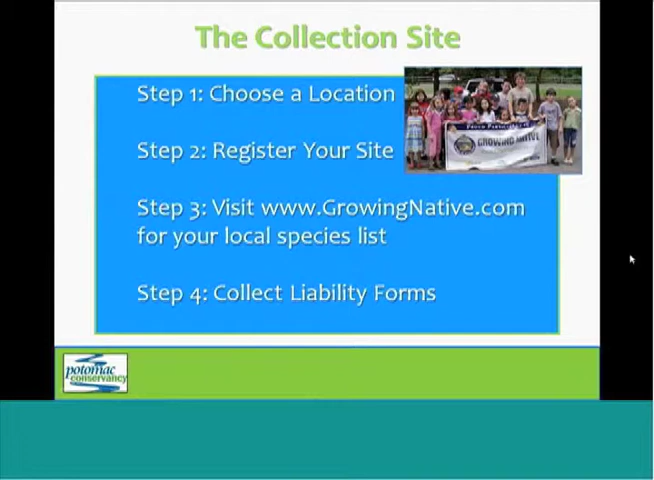 The Collection Site
Step 1: Choose a Location
Step 2: Register Your Site
Step 3: Visit www.GrowingNative.com
for your local species list
Step 4: Collect Liability Forms
GROWING NATIVE
potomac
conservancy